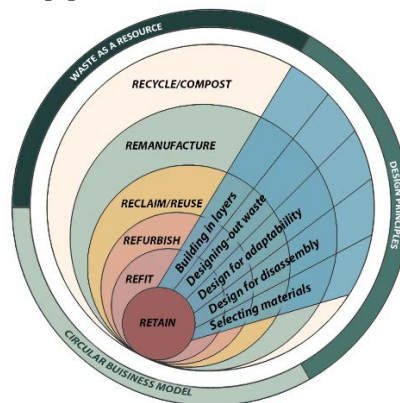 WASTE AS A RESOURCE
RECYCLE/COMPOST
REMANUFACTURE
RECLAIM/REUSE
REFURBISH
REFIT
RETAIN
Building in layers
Designing-out waste
Design for adaptability
Design for disassembly
Selecting materials
DESIGN PRINCIPLES
CIRCULAR BUISINESS MODEL